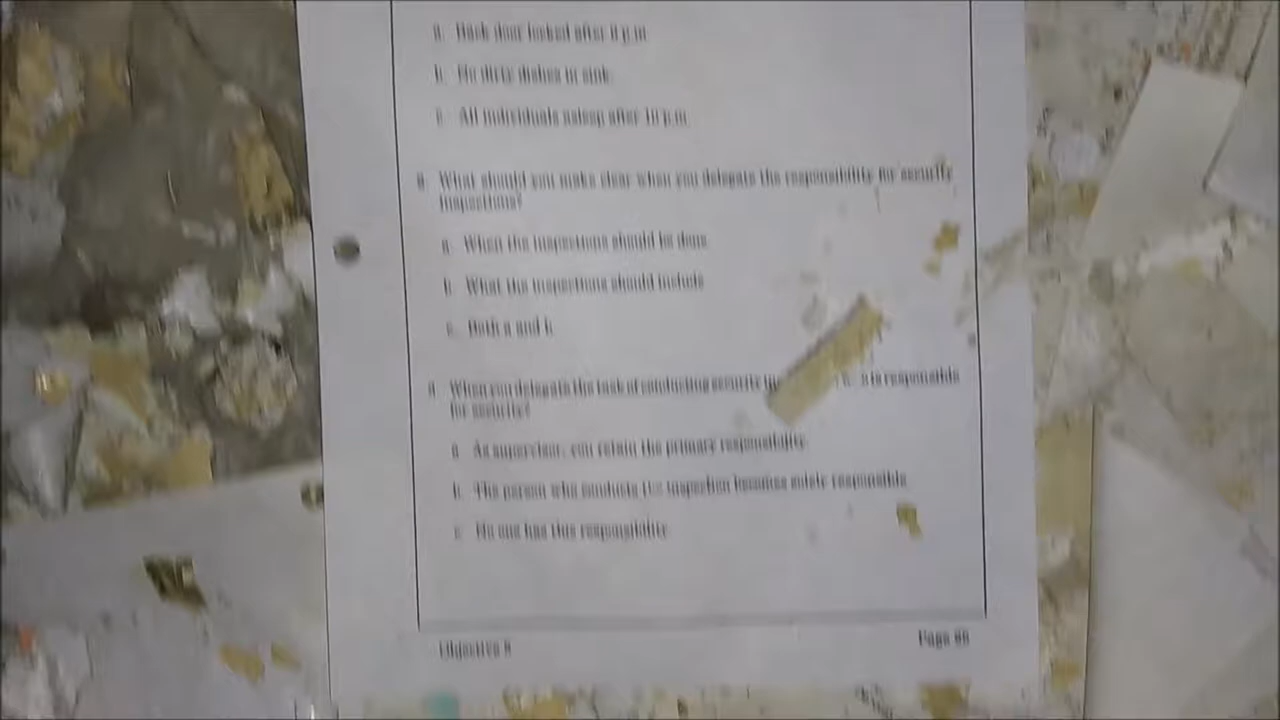 a. Back door locked after 8 p.m.
b. No dirty dishes in sink.
c. All individuals asleep after 10 p.m.
What should you make clear when you delegate the responsibility for security
inspections?
a. When the inspections should be done
b. What the inspections should include
c. Both a and b
When you delegate the task of conducting security is responsible
for security?
a. As supervisor, you retain the primary responsibility.
b. The person who conducts the inspection becomes solely responsible.
c. No one has this responsibility.
Objective Page